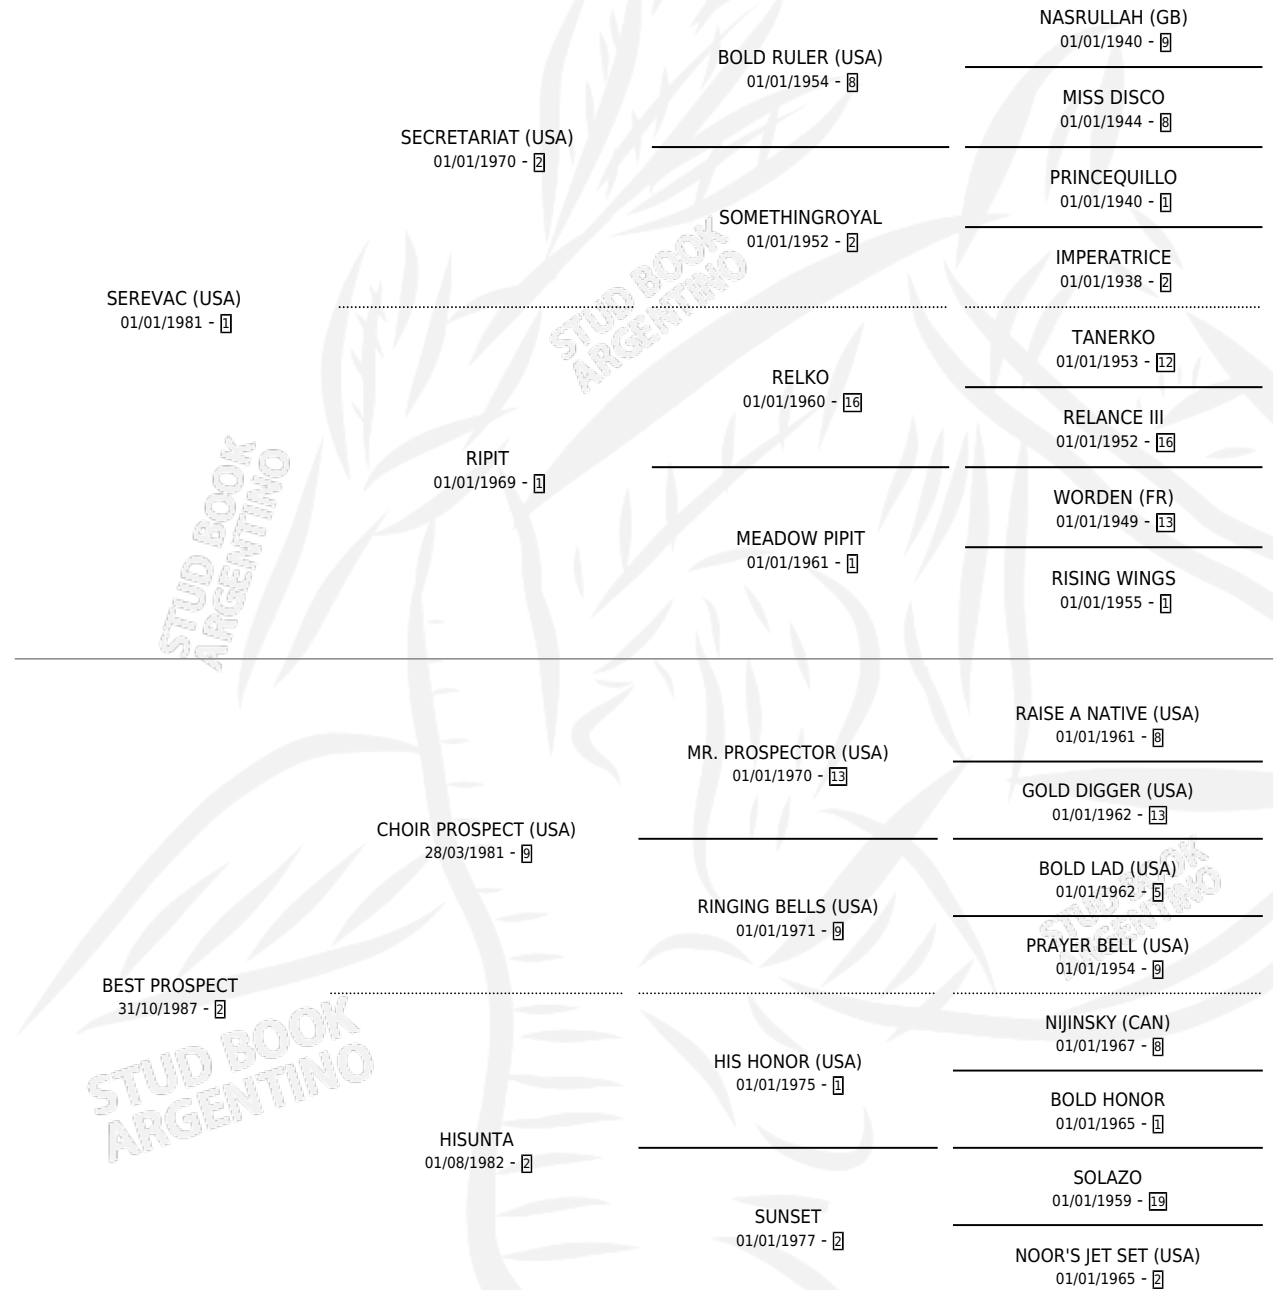 NASRULLAH (GB)
01/01/1940 - 9
BOLD RULER (USA)
01/01/1954 - 8
MISS DISCO
01/01/1944 - 8
SECRETARIAT (USA)
01/01/1970 - 2
PRINCEQUILLO
01/01/1940 - 1
SOMETHINGROYAL
01/01/1952 - 2
IMPERATRICE
01/01/1938 - 2
SEREVAC (USA)
01/01/1981 - 1
TANERKO
01/01/1953 - 12
RELKO
01/01/1960 - 16
RELANCE III
01/01/1952 - 16
RIPIT
01/01/1969 - 1
WORDEN (FR)
01/01/1949 - 13
MEADOW PIPIT
01/01/1961 - 1
RISING WINGS
01/01/1955 - 1
STUD BOOK
ARGENTINO
STUD BOOK
ARGENTINO
RAISE A NATIVE (USA)
01/01/1961 - 8
MR. PROSPECTOR (USA)
01/01/1970 - 13
GOLD DIGGER (USA)
01/01/1962 - 13
CHOIR PROSPECT (USA)
28/03/1981 - 9
BOLD LAD (USA)
01/01/1962 - 5
RINGING BELLS (USA)
01/01/1971 - 9
PRAYER BELL (USA)
01/01/1954 - 9
STUD BOOK
ARGENTINO
BEST PROSPECT
31/10/1987 - 2
NIJINSKY (CAN)
01/01/1967 - 8
HIS HONOR (USA)
01/01/1975 - 1
BOLD HONOR
01/01/1965 - 1
HISUNTA
01/08/1982 - 2
SOLAZO
01/01/1959 - 19
SUNSET
01/01/1977 - 2
NOOR'S JET SET (USA)
01/01/1965 - 2
STUD BOOK
ARGENTINO